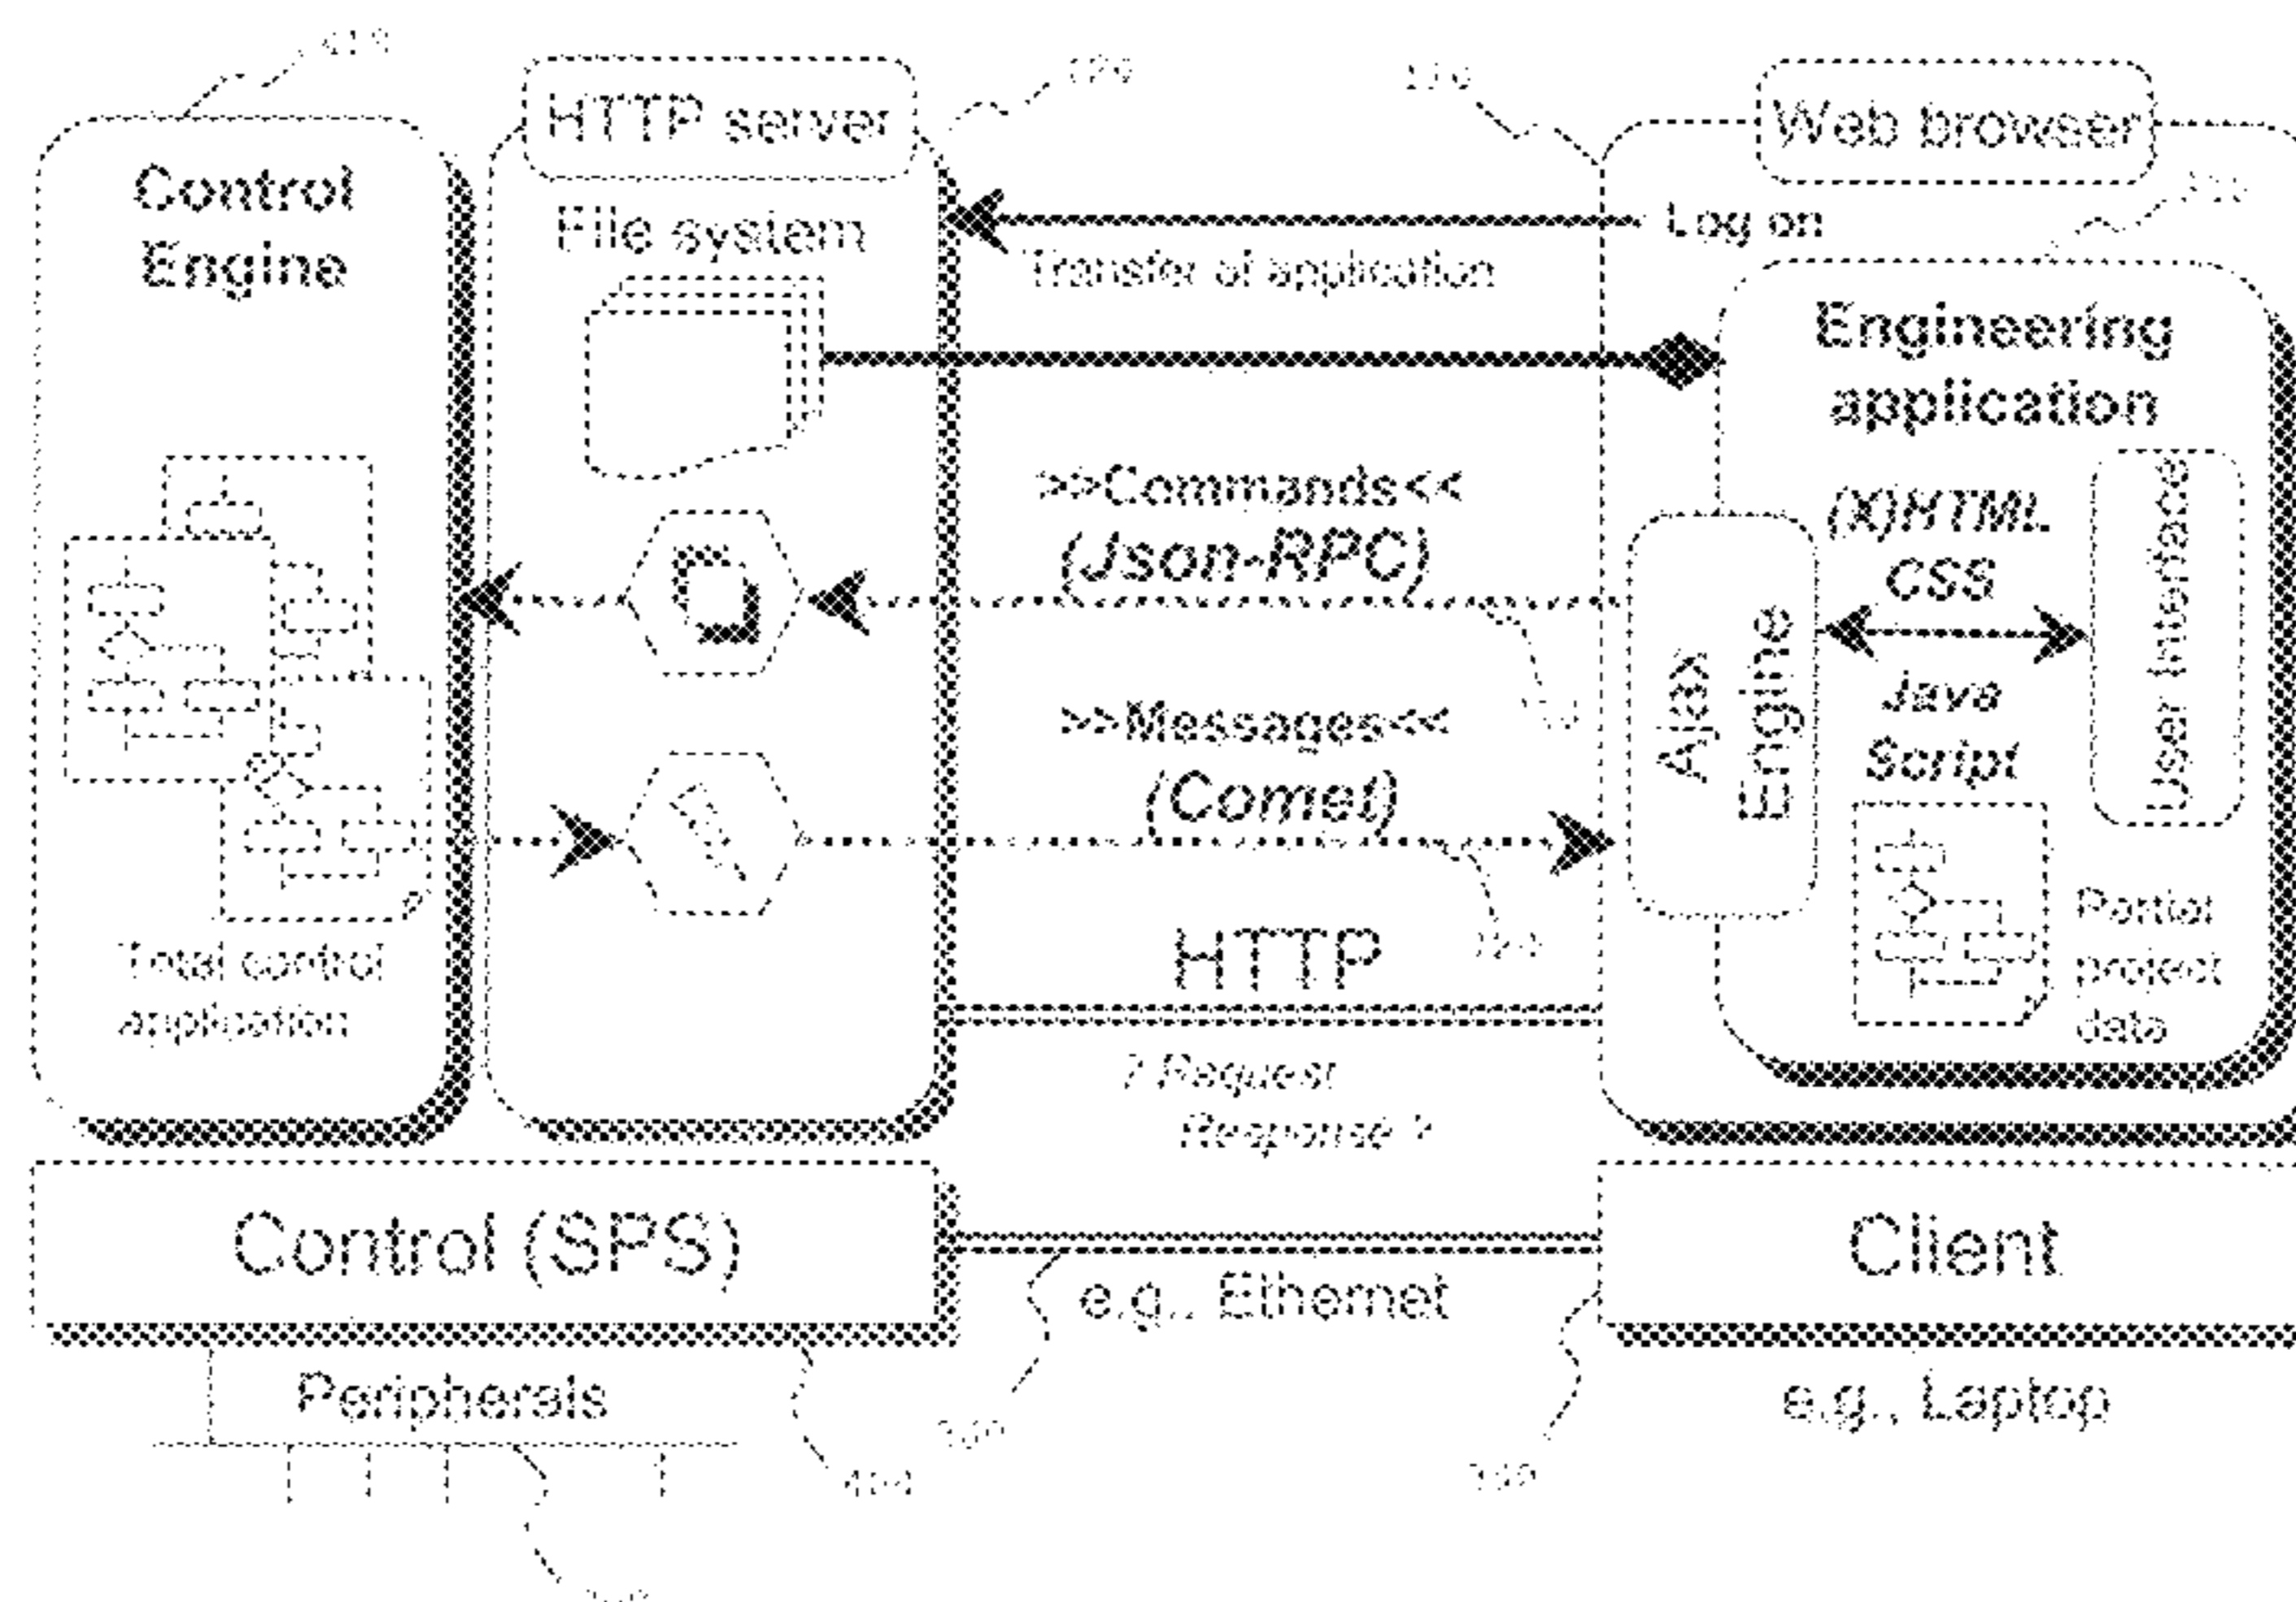 HTTP server
Web browser
Control
Engine
File system
Log on
Transfer of application
Engineering
application
>>Commands<<
(Json-RPC)
(X)HTML
CSS
User Interface
Ajax
Engine
Java
Script
>>Messages<<
(Comet)
Total control
application
HTTP
Partial
project
data
Request
Response
Control (SPS)
Client
e.g., Ethernet
Peripherals
e.g., Laptop